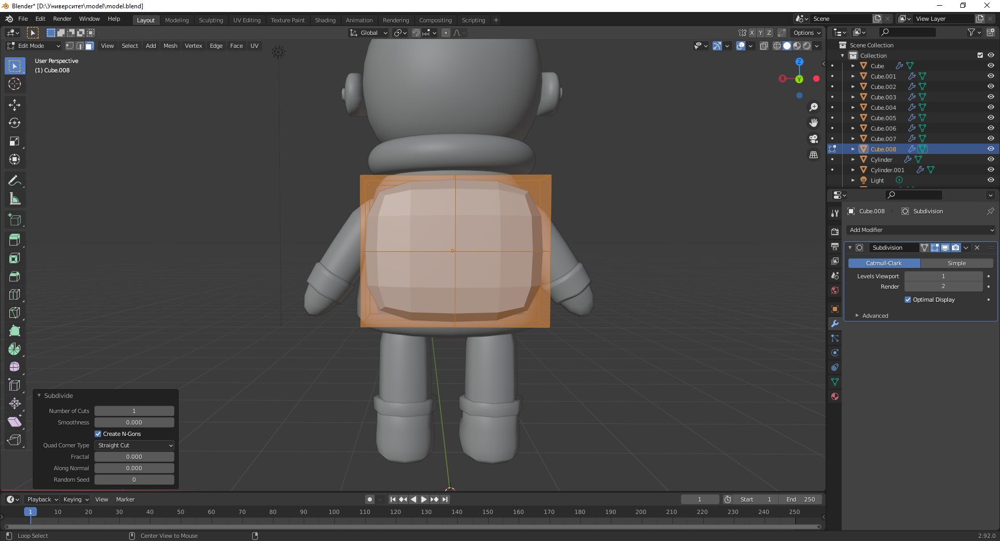 Blender* [D:\Университет\model\model.blend]
File Edit Render Window Help
Layout Modeling Sculpting UV Editing Texture Paint Shading Animation Rendering Compositing Scripting +
Scene
View Layer
Global
X Y Z
Options
Edit Mode
View Select Add Mesh Vertex Edge Face UV
User Perspective
(1) Cube.008
Z
X
Y
Scene Collection
Collection
Cube
Cube.001
Cube.002
Cube.003
Cube.004
Cube.005
Cube.006
Cube.007
Cube.008
Cylinder
Cylinder.001
Light
Cube.008
Subdivision
Add Modifier
Subdivision
Catmull-Clark Simple
Levels Viewport 1
Render 2
Optimal Display
Advanced
Subdivide
Number of Cuts 1
Smoothness 0.000
Create N-Gons
Quad Corner Type Straight Cut
Fractal 0.000
Along Normal 0.000
Random Seed 0
Playback Keying View Marker
1
Start 1 End 250
1 10 20 30 40 50 60 70 80 90 100 110 120 130 140 150 160 170 180 190 200 210 220 230 240 250
Loop Select
Center View to Mouse
2.92.0